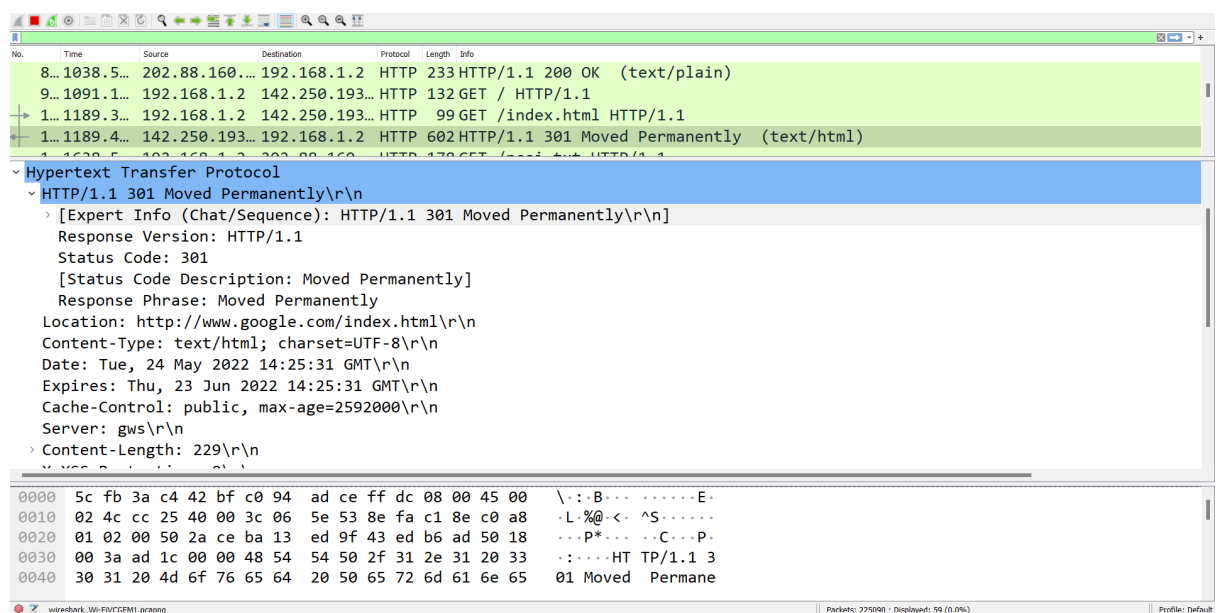 No. Time Source Destination Protocol Length Info
8… 1038.5… 202.88.160.… 192.168.1.2 HTTP 233 HTTP/1.1 200 OK (text/plain)
9… 1091.1… 192.168.1.2 142.250.193… HTTP 132 GET / HTTP/1.1
1… 1189.3… 192.168.1.2 142.250.193… HTTP 99 GET /index.html HTTP/1.1
1… 1189.4… 142.250.193… 192.168.1.2 HTTP 602 HTTP/1.1 301 Moved Permanently (text/html)
Hypertext Transfer Protocol
HTTP/1.1 301 Moved Permanently\r\n
[Expert Info (Chat/Sequence): HTTP/1.1 301 Moved Permanently\r\n]
Response Version: HTTP/1.1
Status Code: 301
[Status Code Description: Moved Permanently]
Response Phrase: Moved Permanently
Location: http://www.google.com/index.html\r\n
Content-Type: text/html; charset=UTF-8\r\n
Date: Tue, 24 May 2022 14:25:31 GMT\r\n
Expires: Thu, 23 Jun 2022 14:25:31 GMT\r\n
Cache-Control: public, max-age=2592000\r\n
Server: gws\r\n
Content-Length: 229\r\n
0000 5c fb 3a c4 42 bf c0 94 ad ce ff dc 08 00 45 00 \·:·B··· ······E·
0010 02 4c cc 25 40 00 3c 06 5e 53 8e fa c1 8e c0 a8 ·L·%@·<· ^S······
0020 01 02 00 50 2a ce ba 13 ed 9f 43 ed b6 ad 50 18 ···P*··· ··C···P·
0030 00 3a ad 1c 00 00 48 54 54 50 2f 31 2e 31 20 33 ·:····HT TP/1.1 3
0040 30 31 20 4d 6f 76 65 64 20 50 65 72 6d 61 6e 65 01 Moved Permane
wireshark_Wi-FiVCGFM1.pcapng Packets: 225090 · Displayed: 59 (0.0%) Profile: Default